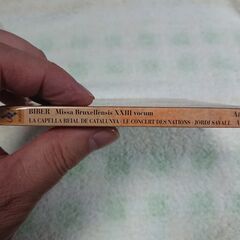 BIBER Missa Bruxellensis XXIII vocum
LA CAPELLA REIAL DE CATALUNYA · LE CONCERT DES NATIONS · JORDI SAVALL